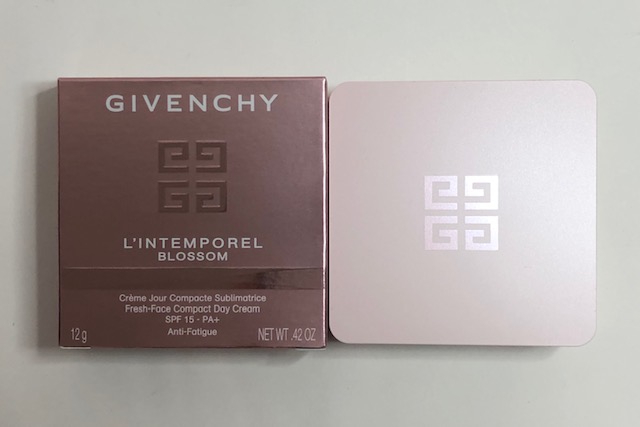 GIVENCHY
L'INTEMPOREL
BLOSSOM
Crème Jour Compacte Sublimatrice
Fresh-Face Compact Day Cream
SPF 15 - PA+
12 g Anti-Fatigue NET WT .42 OZ